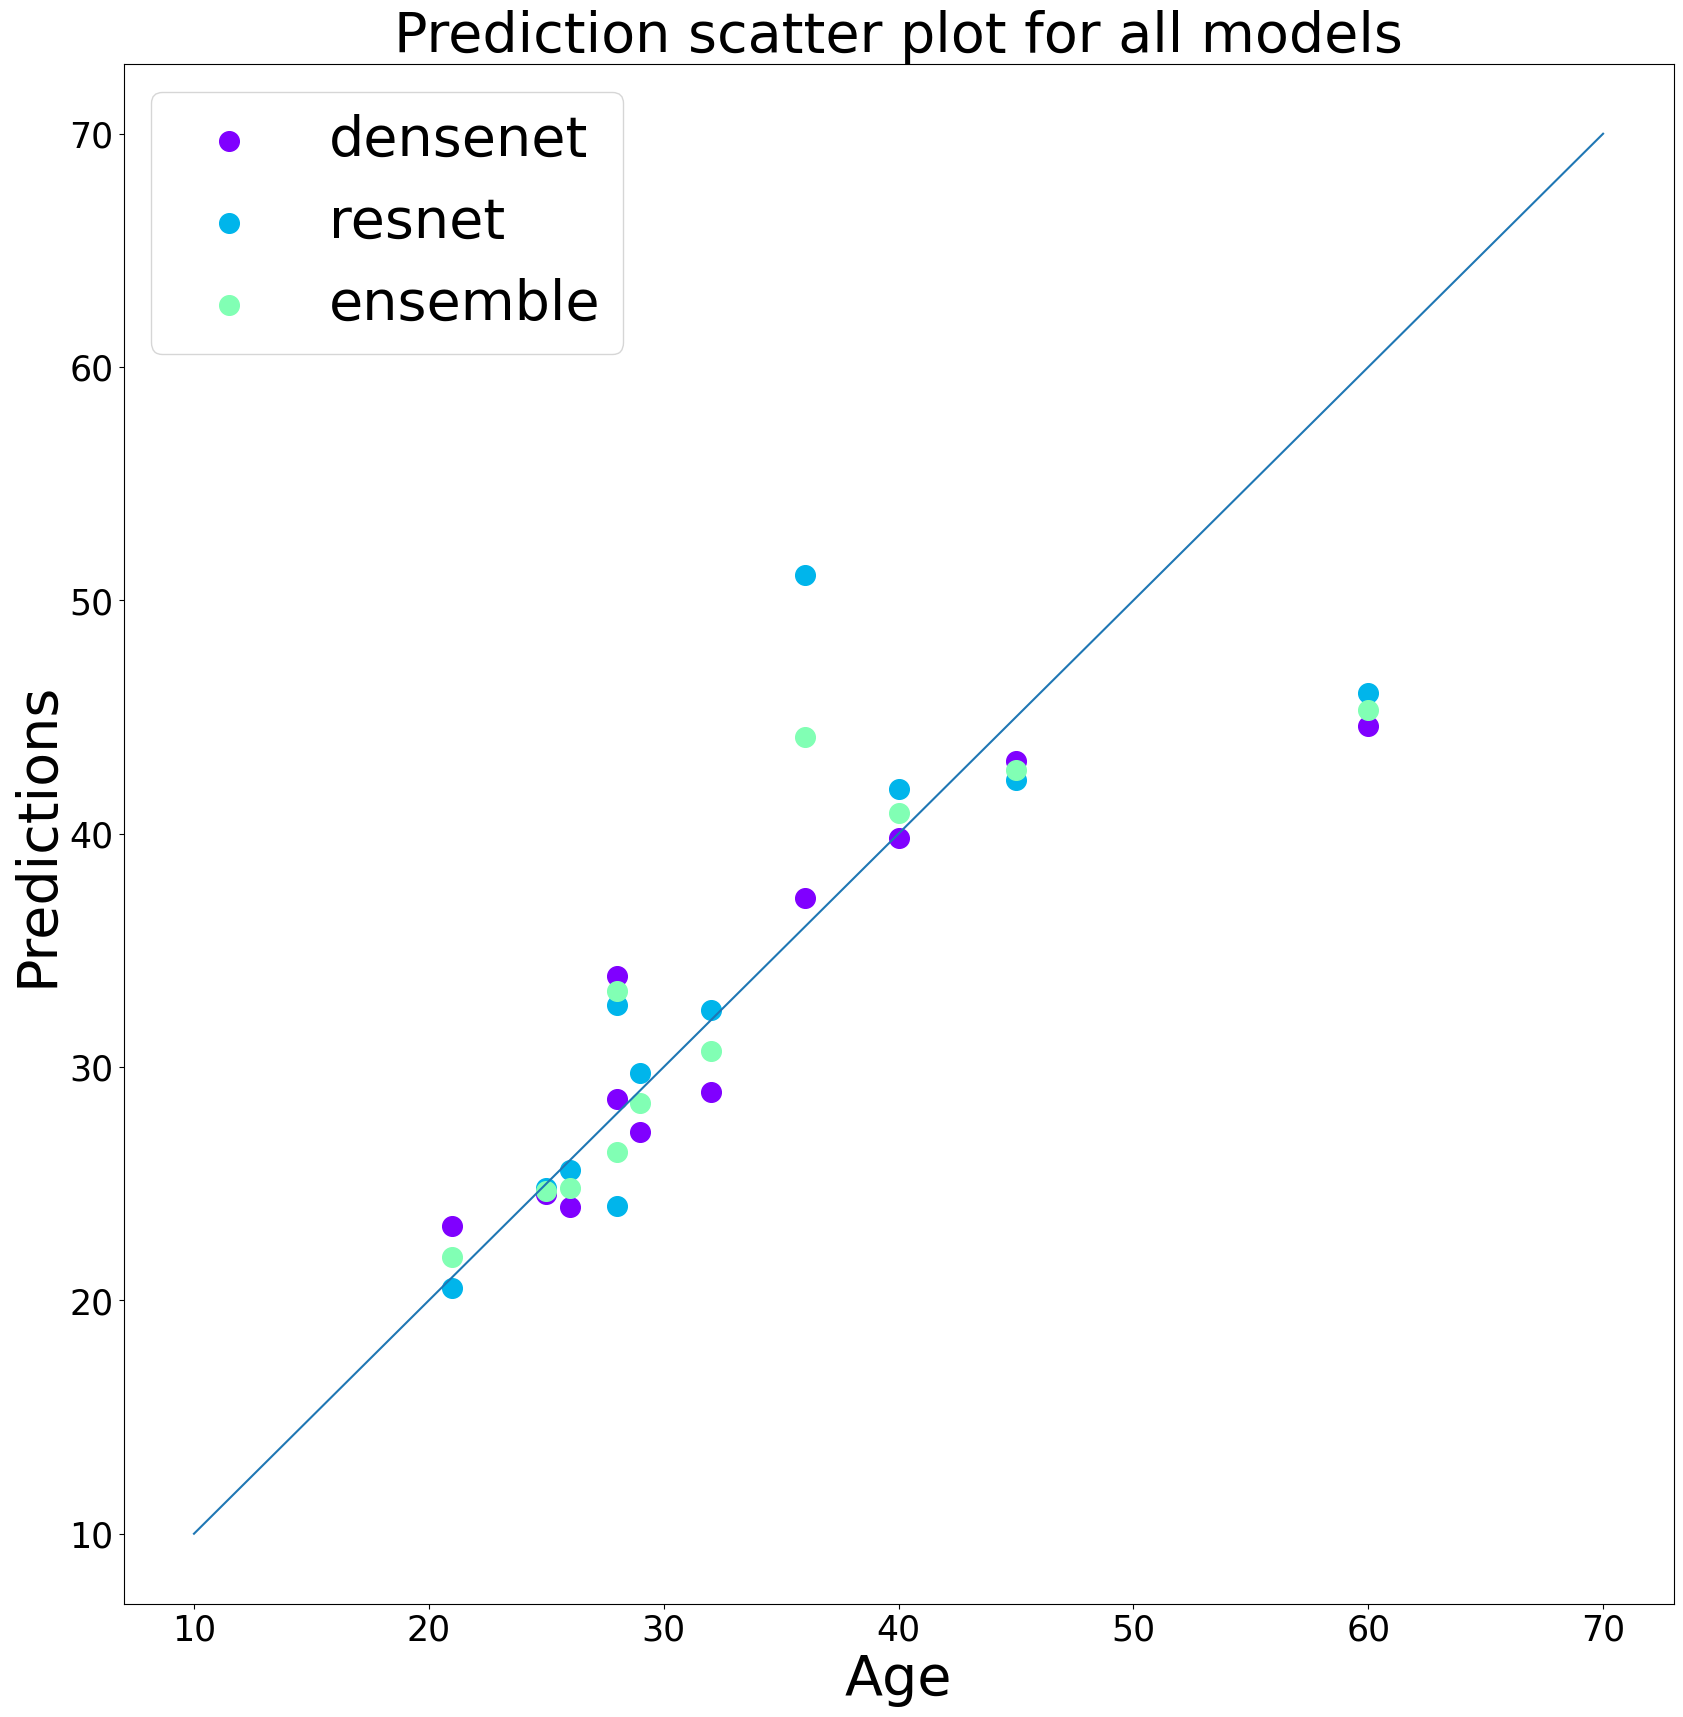 Prediction scatter plot for all models
densenet
resnet
ensemble
70
60
50
40
30
20
10
Predictions
10 20 30 40 50 60 70
Age